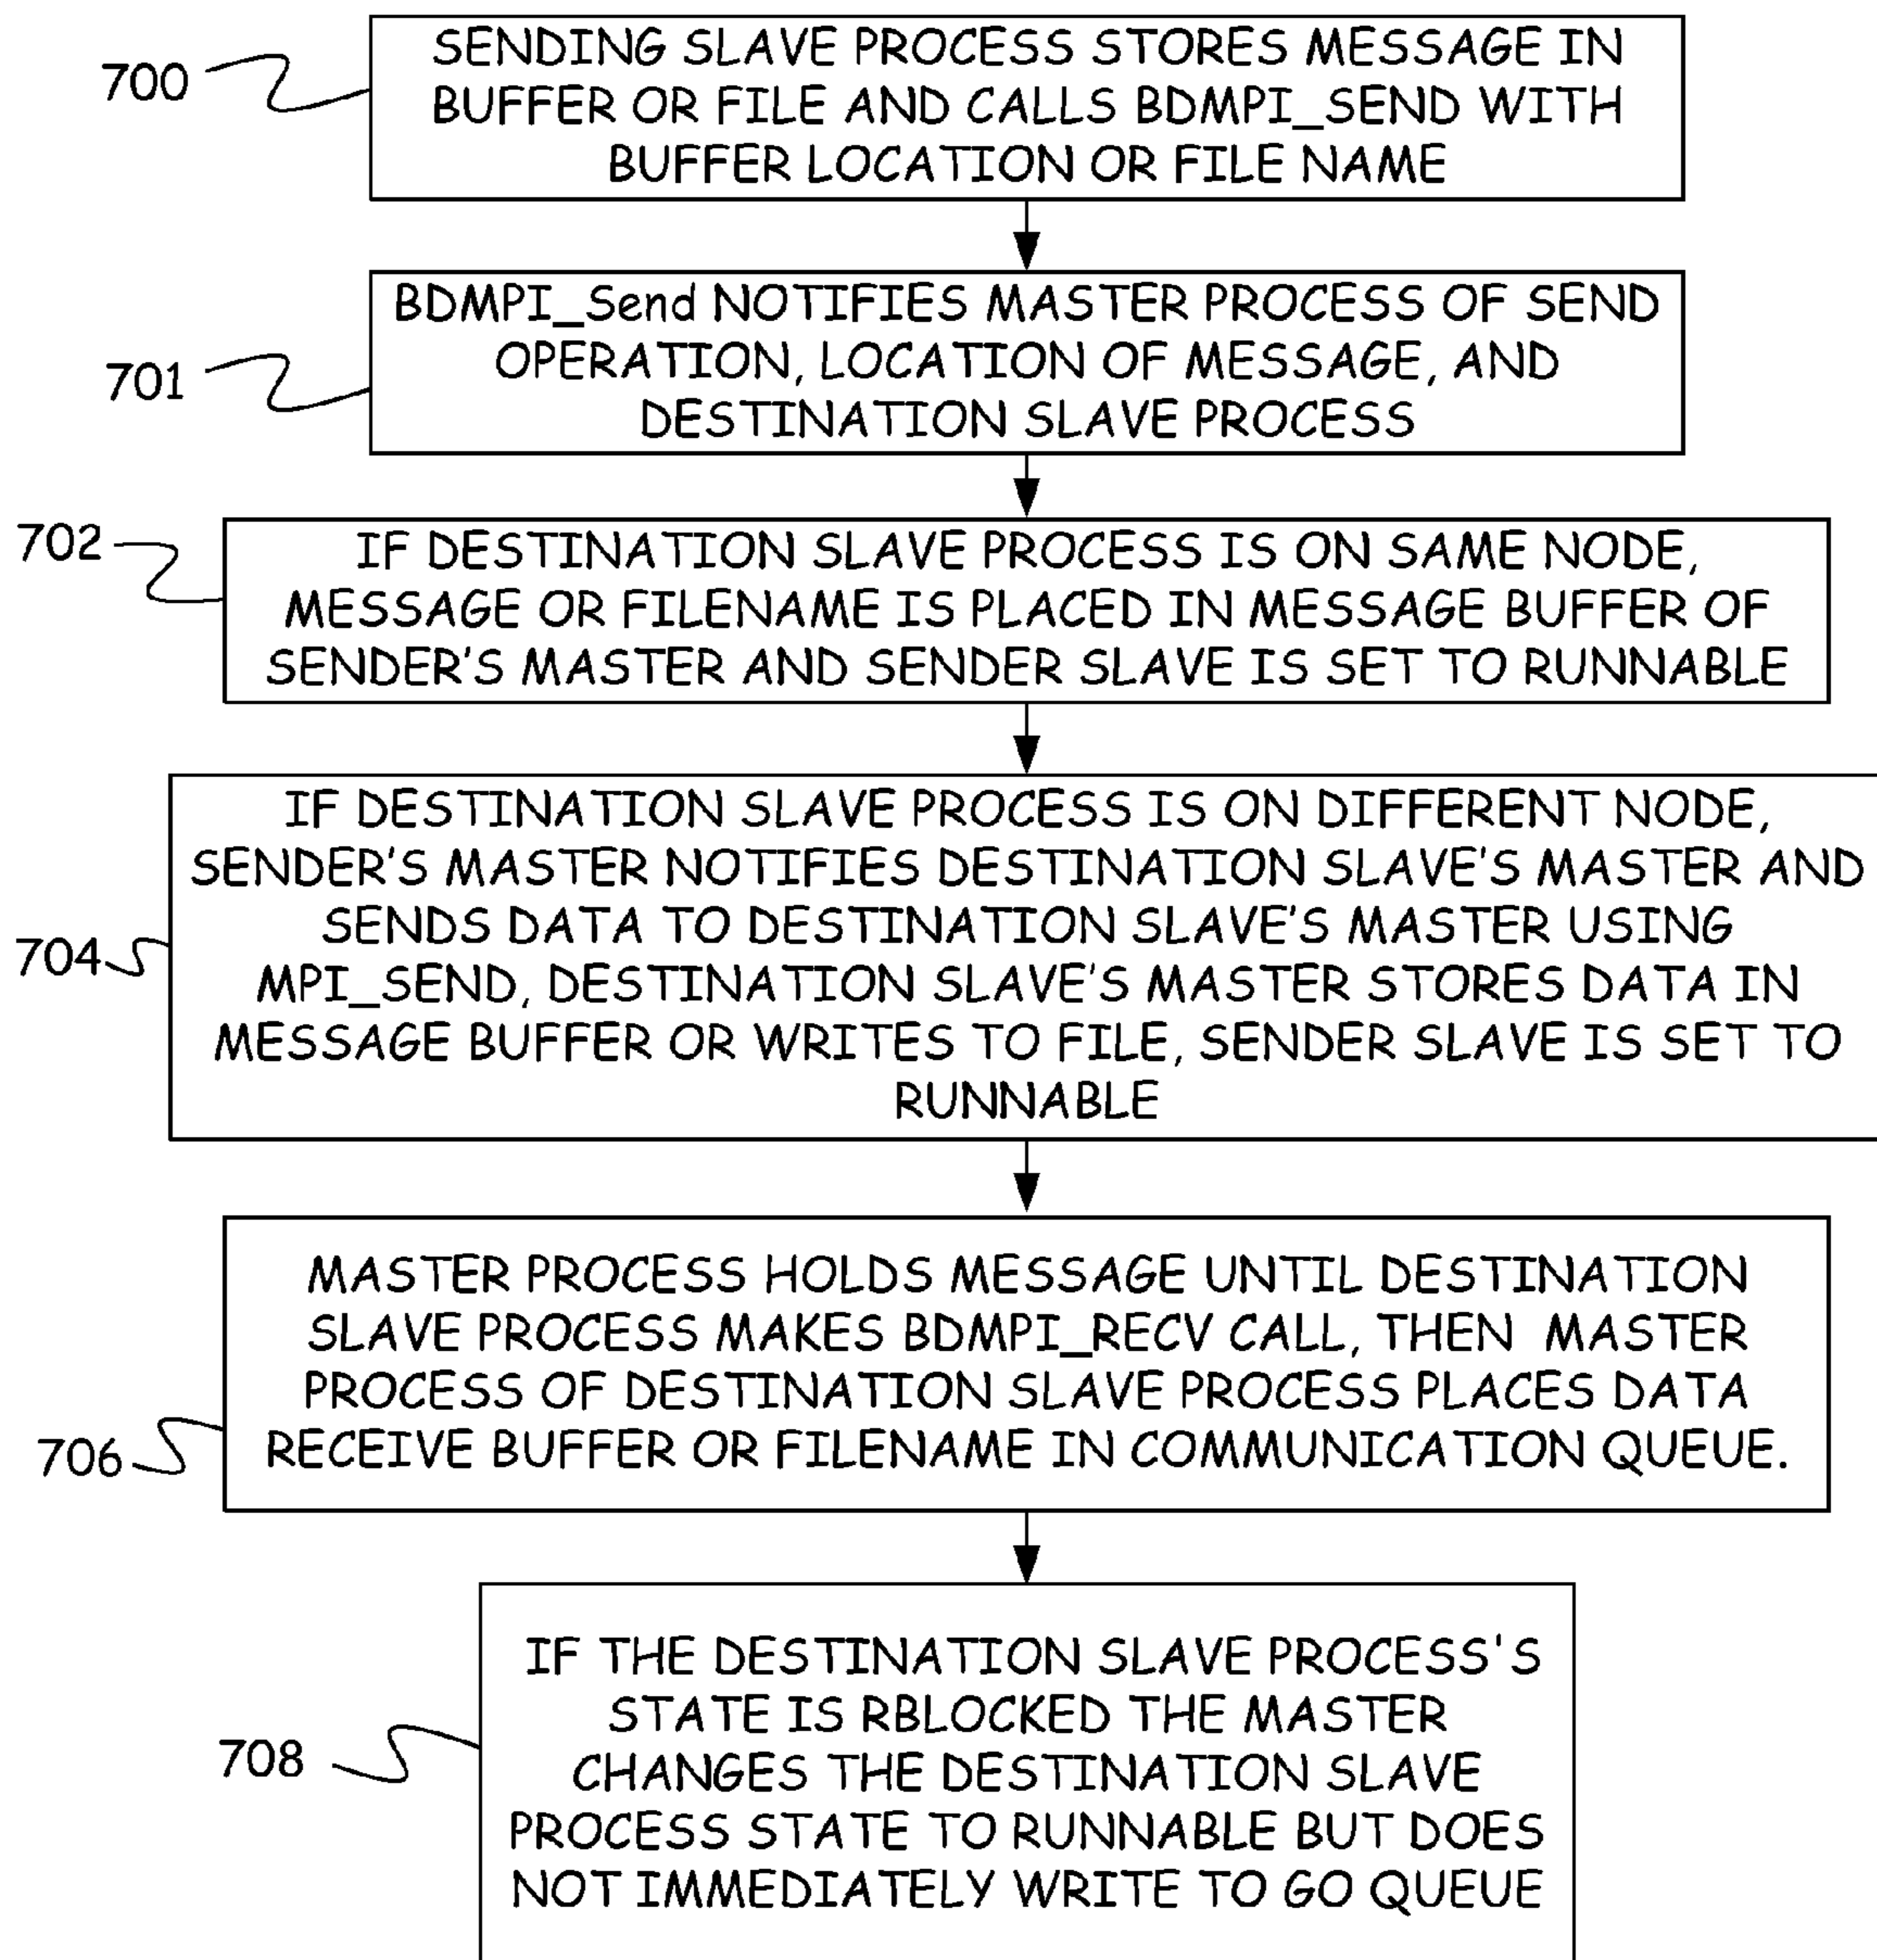 700
SENDING SLAVE PROCESS STORES MESSAGE IN
BUFFER OR FILE AND CALLS BDMPI_SEND WITH
BUFFER LOCATION OR FILE NAME
701
BDMPI_Send NOTIFIES MASTER PROCESS OF SEND
OPERATION, LOCATION OF MESSAGE, AND
DESTINATION SLAVE PROCESS
702
IF DESTINATION SLAVE PROCESS IS ON SAME NODE,
MESSAGE OR FILENAME IS PLACED IN MESSAGE BUFFER OF
SENDER'S MASTER AND SENDER SLAVE IS SET TO RUNNABLE
704
IF DESTINATION SLAVE PROCESS IS ON DIFFERENT NODE,
SENDER'S MASTER NOTIFIES DESTINATION SLAVE'S MASTER AND
SENDS DATA TO DESTINATION SLAVE'S MASTER USING
MPI_SEND, DESTINATION SLAVE'S MASTER STORES DATA IN
MESSAGE BUFFER OR WRITES TO FILE, SENDER SLAVE IS SET TO
RUNNABLE
706
MASTER PROCESS HOLDS MESSAGE UNTIL DESTINATION
SLAVE PROCESS MAKES BDMPI_RECV CALL, THEN MASTER
PROCESS OF DESTINATION SLAVE PROCESS PLACES DATA
RECEIVE BUFFER OR FILENAME IN COMMUNICATION QUEUE.
708
IF THE DESTINATION SLAVE PROCESS'S
STATE IS RBLOCKED THE MASTER
CHANGES THE DESTINATION SLAVE
PROCESS STATE TO RUNNABLE BUT DOES
NOT IMMEDIATELY WRITE TO GO QUEUE